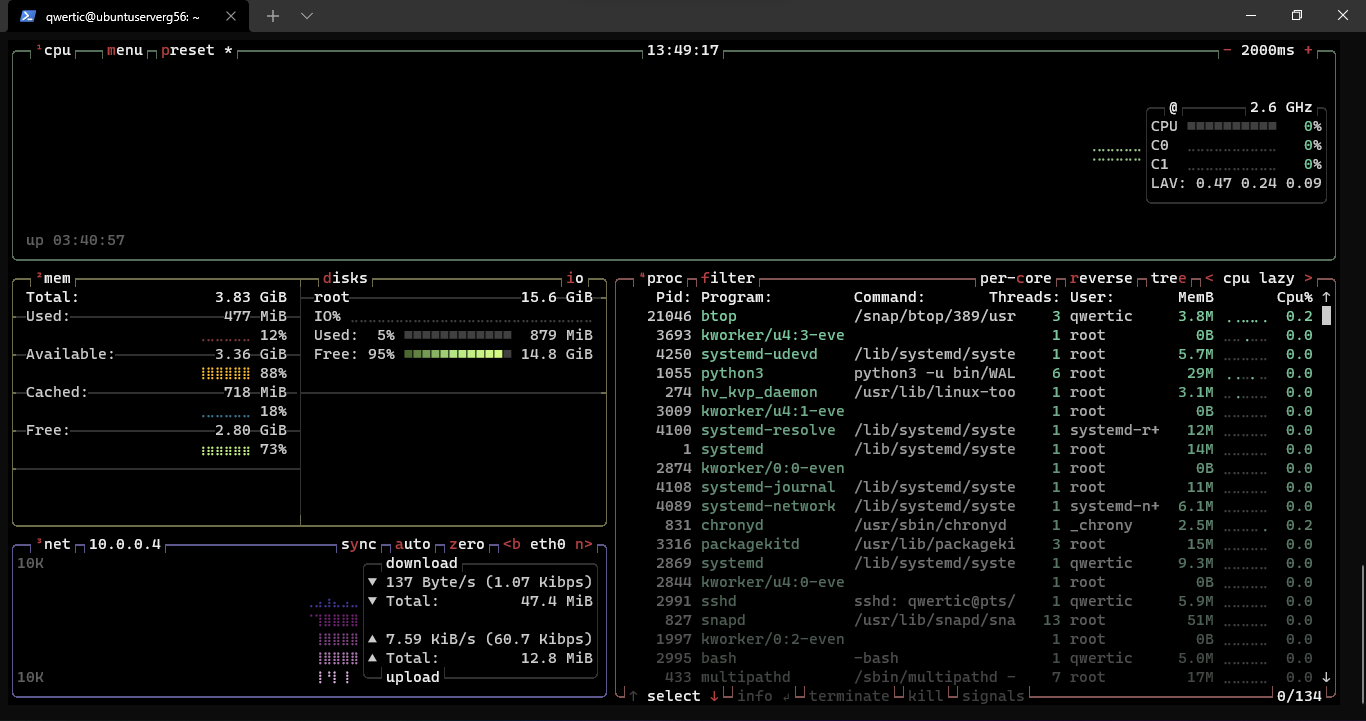 qwertic@ubuntuserverg56: ~
¹cpu menu preset * 13:49:17 - 2000ms +
@ 2.6 GHz
CPU 0%
C0 0%
C1 0%
LAV: 0.47 0.24 0.09
up 03:40:57
²mem
Total: 3.83 GiB
Used: 477 MiB
12%
Available: 3.36 GiB
88%
Cached: 718 MiB
18%
Free: 2.80 GiB
73%
disks io
root 15.6 GiB
IO%
Used: 5% 879 MiB
Free: 95% 14.8 GiB
³net 10.0.0.4 sync auto zero <b eth0 n>
10K
download
▼ 137 Byte/s (1.07 Kibps)
▼ Total: 47.4 MiB
▲ 7.59 KiB/s (60.7 Kibps)
▲ Total: 12.8 MiB
upload
10K
⁴proc filter per-core reverse tree < cpu lazy >
Pid: Program: Command: Threads: User: MemB Cpu% ↑
21046 btop /snap/btop/389/usr 3 qwertic 3.8M 0.2
3693 kworker/u4:3-eve 1 root 0B 0.0
4250 systemd-udevd /lib/systemd/syste 1 root 5.7M 0.0
1055 python3 python3 -u bin/WAL 6 root 29M 0.0
274 hv_kvp_daemon /usr/lib/linux-too 1 root 3.1M 0.0
3009 kworker/u4:1-eve 1 root 0B 0.0
4100 systemd-resolve /lib/systemd/syste 1 systemd-r+ 12M 0.0
1 systemd /lib/systemd/syste 1 root 14M 0.0
2874 kworker/0:0-even 1 root 0B 0.0
4108 systemd-journal /lib/systemd/syste 1 root 11M 0.0
4089 systemd-network /lib/systemd/syste 1 systemd-n+ 6.1M 0.0
831 chronyd /usr/sbin/chronyd 1 _chrony 2.5M 0.2
3316 packagekitd /usr/lib/packageki 3 root 15M 0.0
2869 systemd /lib/systemd/syste 1 qwertic 9.3M 0.0
2844 kworker/u4:0-eve 1 root 0B 0.0
2991 sshd sshd: qwertic@pts/ 1 qwertic 5.9M 0.0
827 snapd /usr/lib/snapd/sna 13 root 51M 0.0
1997 kworker/0:2-even 1 root 0B 0.0
2995 bash -bash 1 qwertic 5.0M 0.0
433 multipathd /sbin/multipathd - 7 root 17M 0.0 ↓
↑ select ↓ info ↲ terminate kill signals 0/134